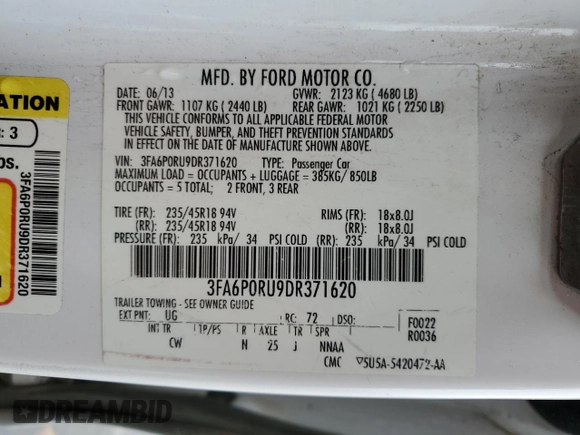 MFD. BY FORD MOTOR CO.
DATE: 06/13 GVWR: 2123 KG ( 4680 LB)
FRONT GAWR: 1107 KG ( 2440 LB) REAR GAWR: 1021 KG ( 2250 LB)
THIS VEHICLE CONFORMS TO ALL APPLICABLE FEDERAL MOTOR
VEHICLE SAFETY, BUMPER, AND THEFT PREVENTION STANDARDS
IN EFFECT ON THE DATE OF MANUFACTURE SHOWN ABOVE.
VIN: 3FA6P0RU9DR371620 TYPE: Passenger Car
MAXIMUM LOAD = OCCUPANTS + LUGGAGE = 385KG/ 850LB
OCCUPANTS = 5 TOTAL; 2 FRONT, 3 REAR
TIRE (FR): 235/45R18 94V RIMS (FR): 18x8.0J
(RR): 235/45R18 94V (RR): 18x8.0J
PRESSURE (FR): 235 kPa/ 34 PSI COLD (RR): 235 kPa/ 34 PSI COLD
3FA6P0RU9DR371620
TRAILER TOWING - SEE OWNER GUIDE
EXT PNT: UG RC: 72 DSO:
INT TR TP/PS R AXLE TR SPR
CW N 25 J NNAA
CMC
▽5U5A-5420472-AA
F0022
R0036
ATION
: 3
bs.
3FA6P0RU9DR371620
DREAMBID